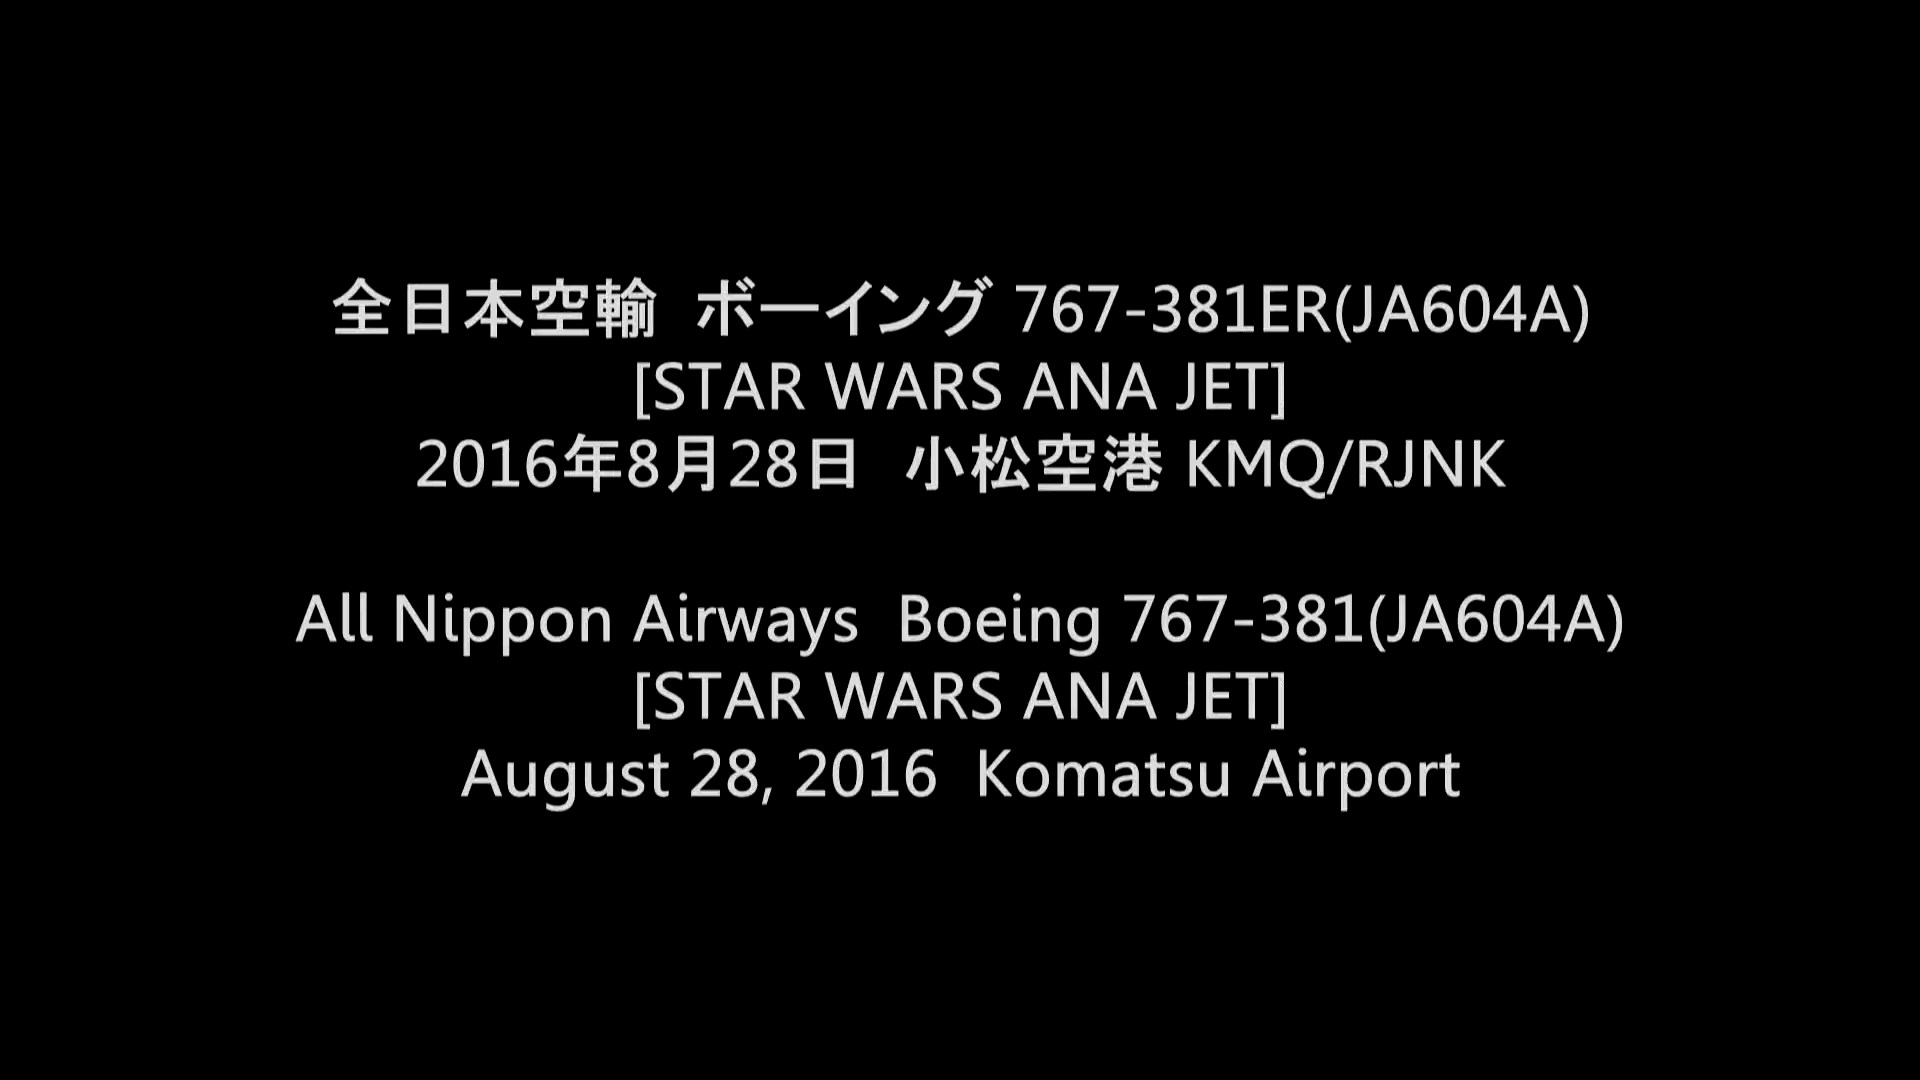 全日本空輸 ボーイング 767-381ER(JA604A)
[STAR WARS ANA JET]
2016年8月28日 小松空港 KMQ/RJNK
All Nippon Airways Boeing 767-381(JA604A)
[STAR WARS ANA JET]
August 28, 2016 Komatsu Airport